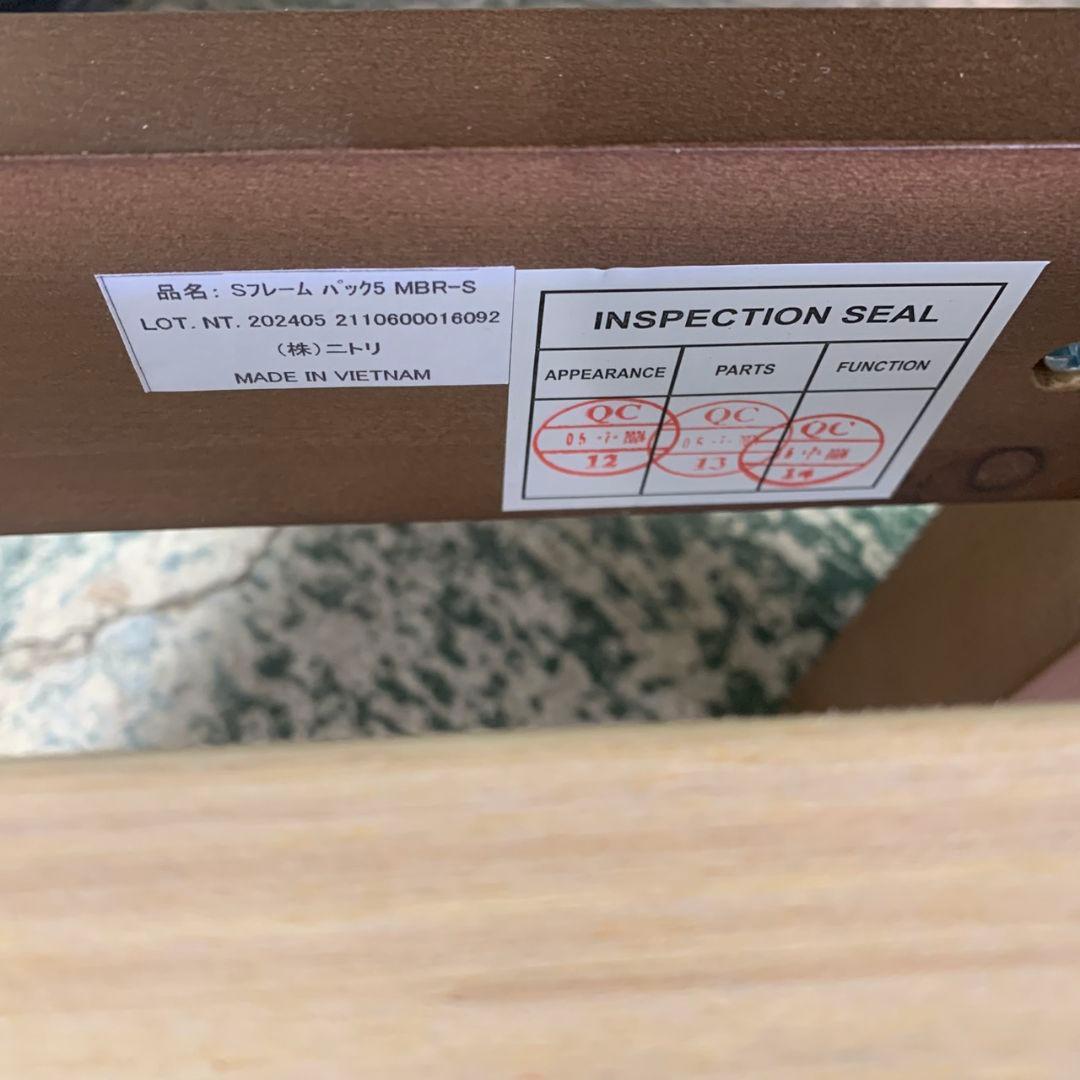 品名: Sフレーム パック5 MBR-S
LOT. NT. 202405 2110600016092
(株)ニトリ
MADE IN VIETNAM
INSPECTION SEAL
APPEARANCE PARTS FUNCTION
QC QC QC
12 13 14